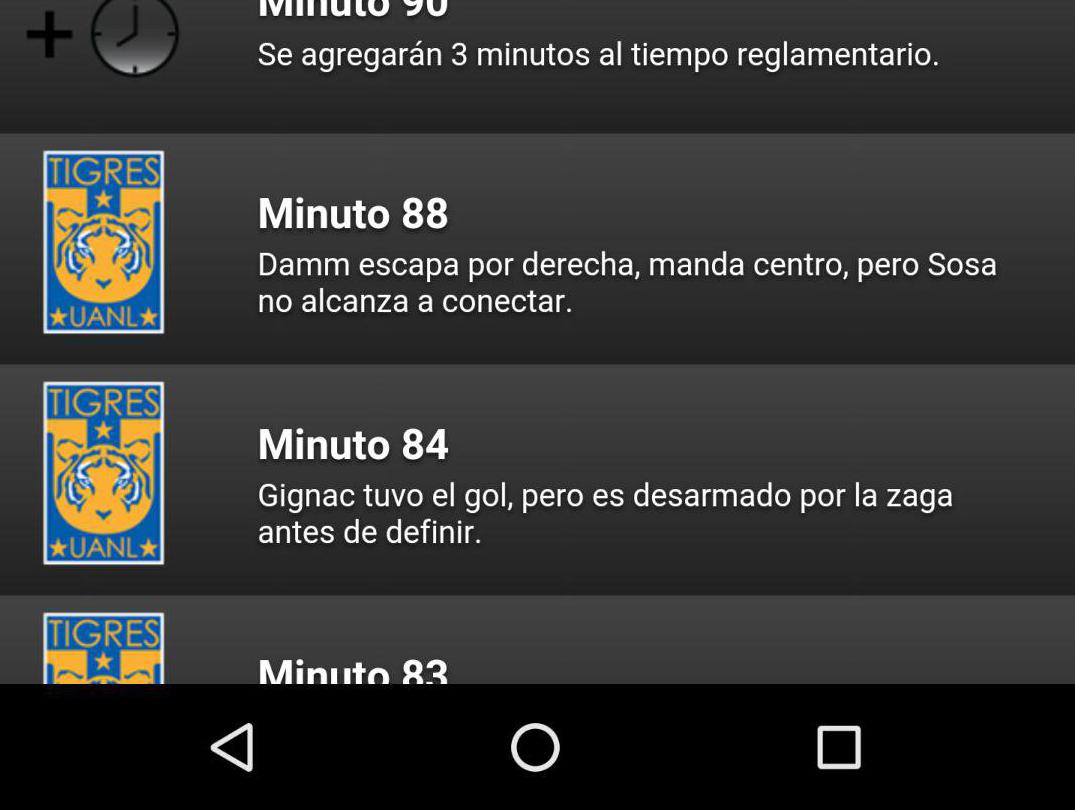 Minuto 90
Se agregarán 3 minutos al tiempo reglamentario.
TIGRES
UANL
Minuto 88
Damm escapa por derecha, manda centro, pero Sosa
no alcanza a conectar.
TIGRES
UANL
Minuto 84
Gignac tuvo el gol, pero es desarmado por la zaga
antes de definir.
TIGRES
Minuto 83